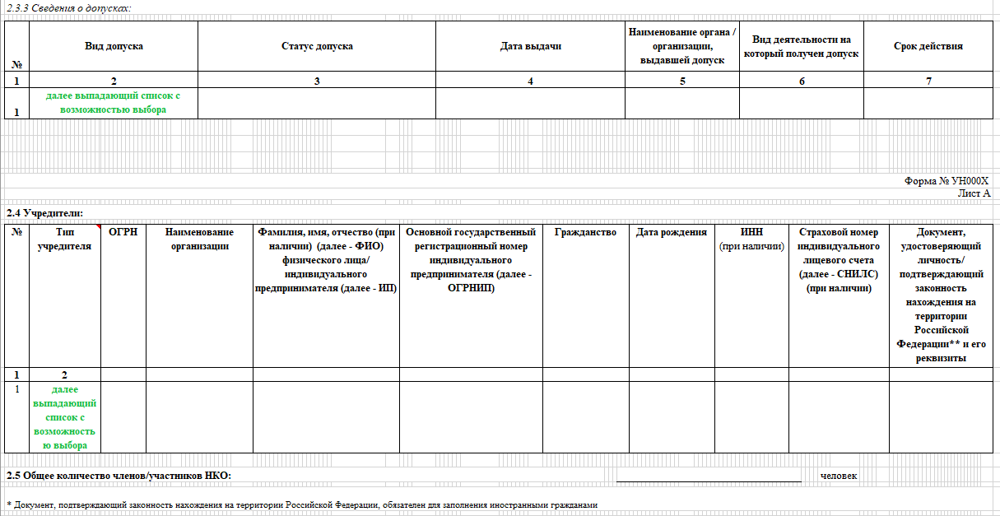 2.3.3 Сведения о допусках:
№
Вид допуска
Статус допуска
Дата выдачи
Наименование органа /
организации,
выдавшей допуск
Вид деятельности на
который получен допуск
Срок действия
1 2 3 4 5 6 7
1
далее выпадающий список с
возможностью выбора
Форма № УН000Х
Лист А
2.4 Учредители:
№
Тип
учредителя
ОГРН
Наименование
организации
Фамилия, имя, отчество (при
наличии) (далее - ФИО)
физического лица/
индивидуального
предпринимателя (далее - ИП)
Основной государственный
регистрационный номер
индивидуального
предпринимателя (далее -
ОГРНИП)
Гражданство
Дата рождения
ИНН
(при наличии)
Страховой номер
индивидуального
лицевого счета
(далее - СНИЛС)
(при наличии)
Документ,
удостоверяющий
личность/
подтверждающий
законность
нахождения на
территории
Российской
Федерации** и его
реквизиты
1 2
1
далее
выпадающий
список с
возможность
ю выбора
2.5 Общее количество членов/участников НКО:
человек
* Документ, подтверждающий законность нахождения на территории Российской Федерации, обязателен для заполнения иностранными гражданами